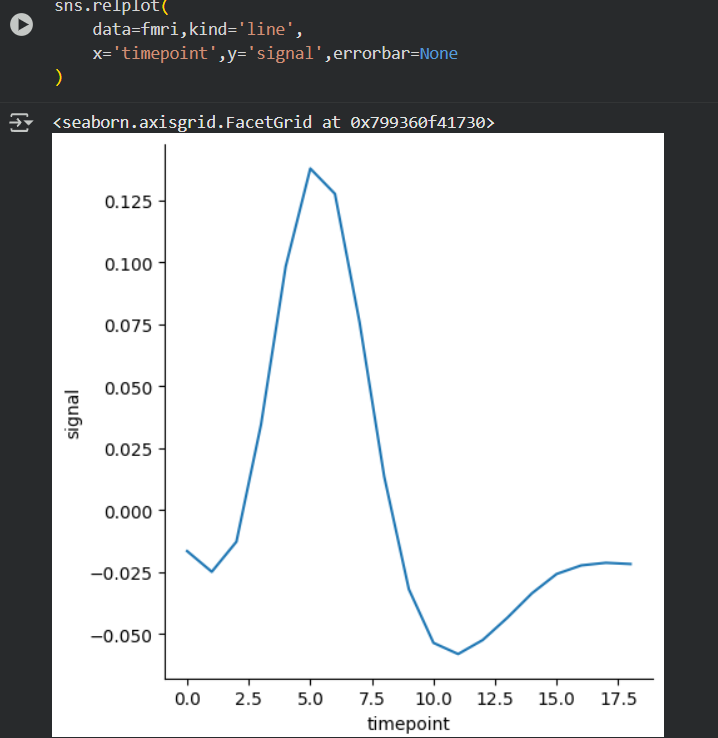 sns.relplot(
data=fmri,kind='line',
x='timepoint',y='signal',errorbar=None
)
<seaborn.axisgrid.FacetGrid at 0x799360f41730>
0.125
0.100
0.075
0.050
0.025
0.000
−0.025
−0.050
signal
0.0 2.5 5.0 7.5 10.0 12.5 15.0 17.5
timepoint